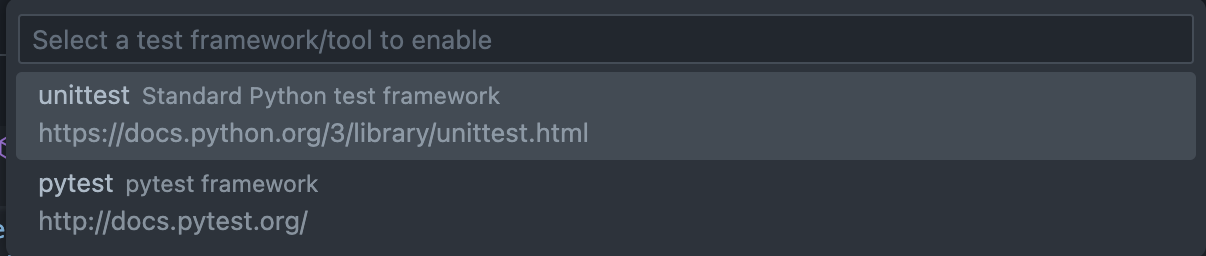 Select a test framework/tool to enable
unittest Standard Python test framework
https://docs.python.org/3/library/unittest.html
pytest pytest framework
http://docs.pytest.org/